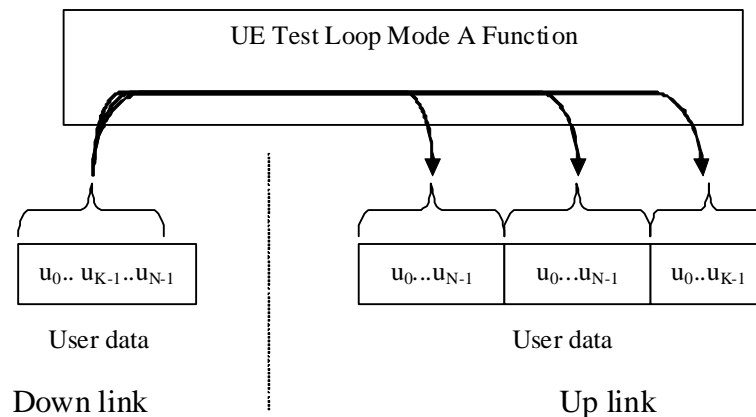 UE Test Loop Mode A Function
u0.. uK-1..uN-1
u0...uN-1
u0...uN-1
u0..uK-1
User data
User data
Down link
Up link